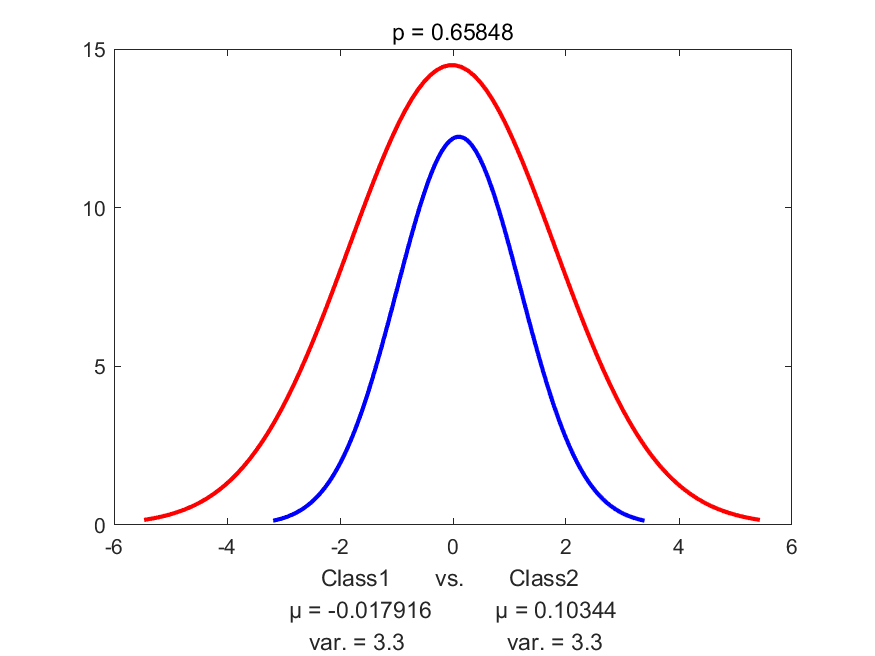 p = 0.65848
15
10
5
0
-6 -4 -2 0 2 4 6
Class1 vs. Class2
μ = -0.017916 μ = 0.10344
var. = 3.3 var. = 3.3